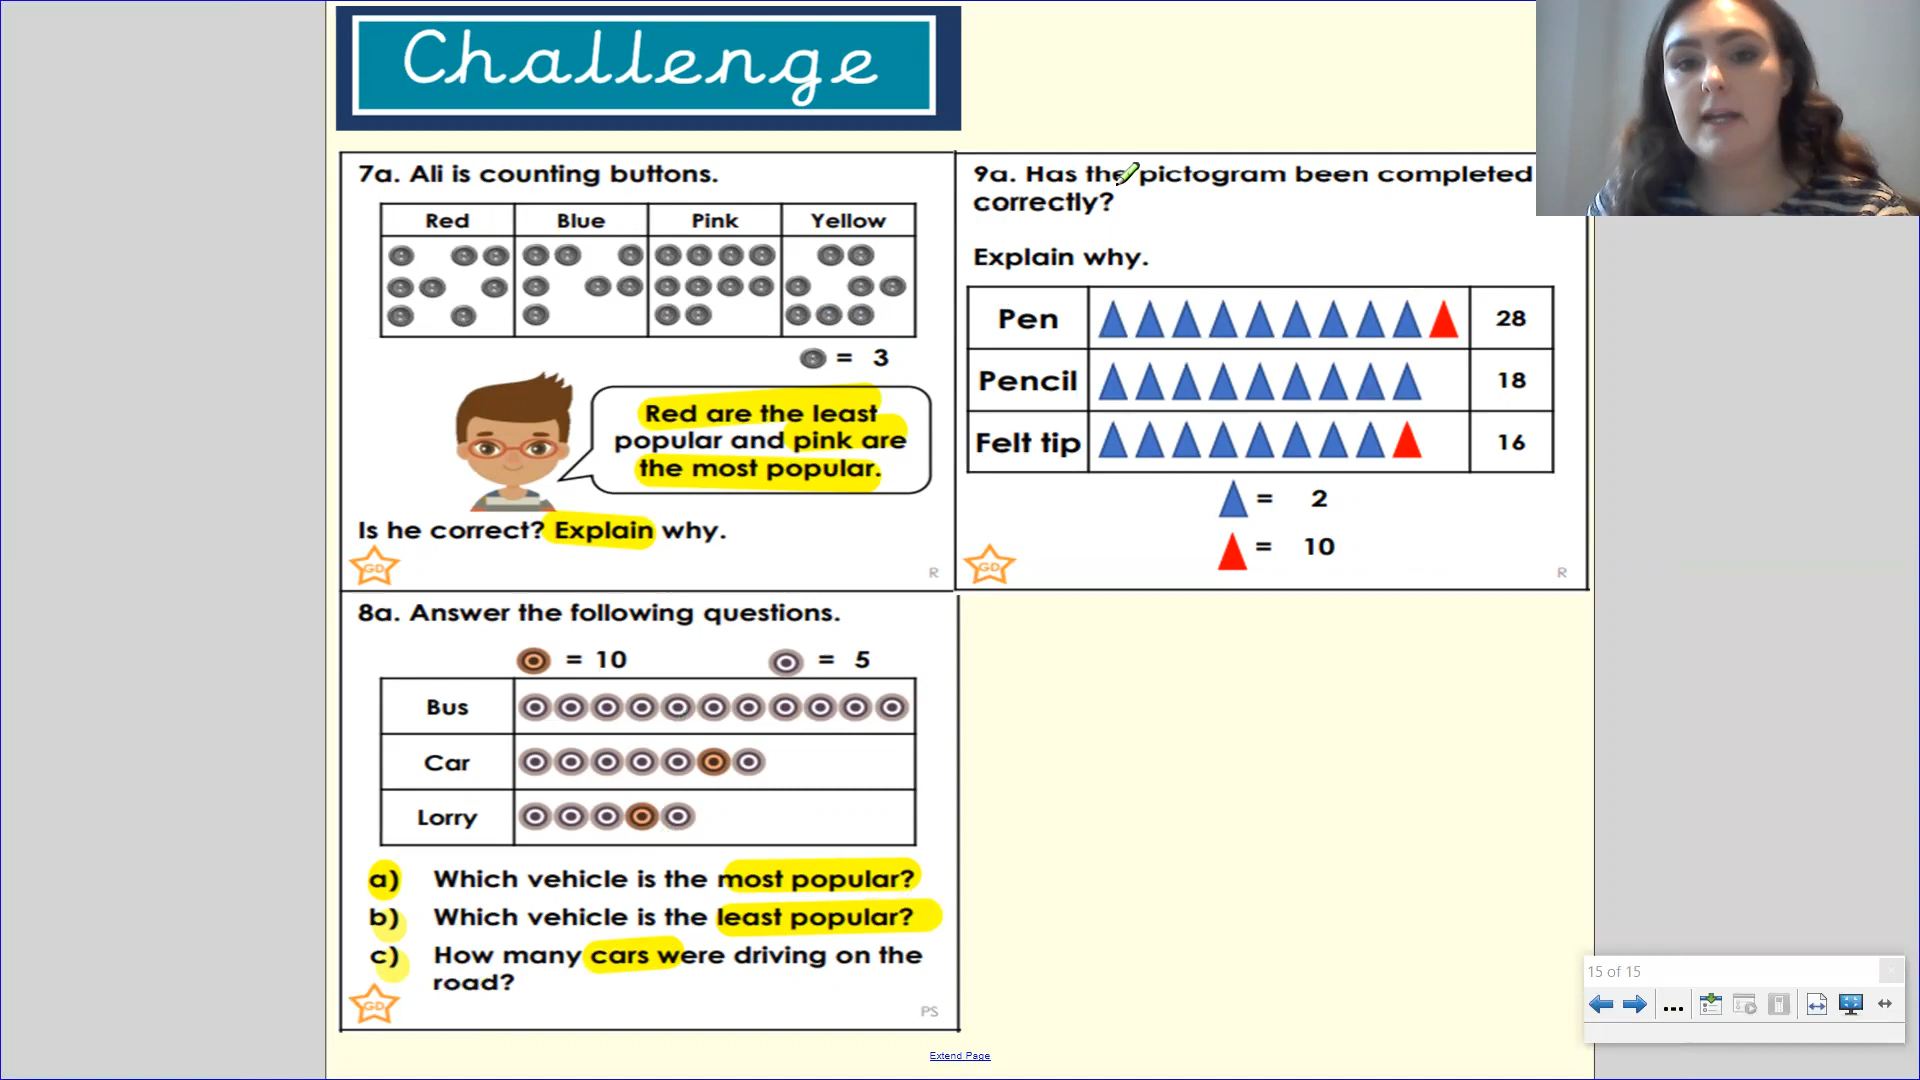 Challenge
7a. Ali is counting buttons.
Red Blue Pink Yellow
= 3
Red are the least
popular and pink are
the most popular.
Is he correct? Explain why.
GD
R
9a. Has the pictogram been completed
correctly?
Explain why.
Pen 28
Pencil 18
Felt tip 16
= 2
= 10
GD
R
8a. Answer the following questions.
= 10 = 5
Bus
Car
Lorry
a) Which vehicle is the most popular?
b) Which vehicle is the least popular?
c) How many cars were driving on the
road?
GD
PS
Extend Page
15 of 15
...